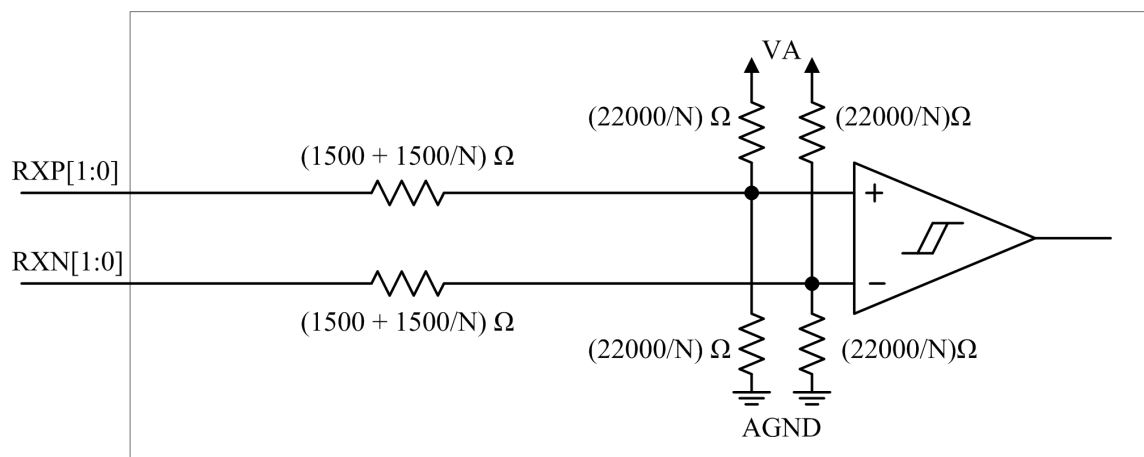 VA
(22000/N) Ω
(22000/N)Ω
(1500 + 1500/N) Ω
RXP[1:0]
+
RXN[1:0]
−
(1500 + 1500/N) Ω
(22000/N) Ω
(22000/N)Ω
AGND